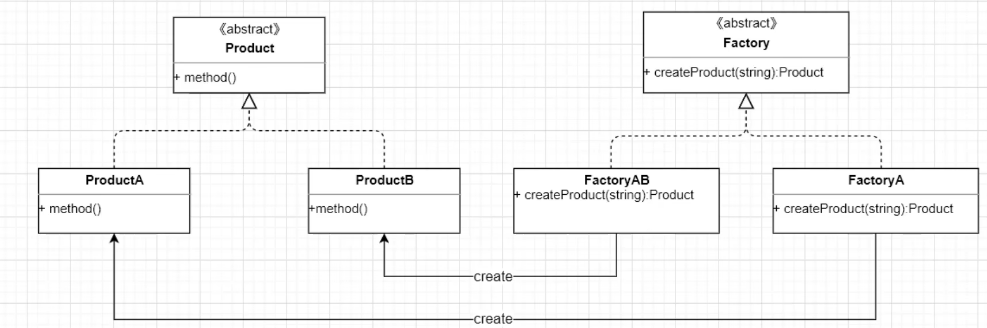 《abstract》
Product
+ method()
《abstract》
Factory
+ createProduct(string):Product
ProductA
+ method()
ProductB
+method()
FactoryAB
+ createProduct(string):Product
FactoryA
+ createProduct(string):Product
create
create